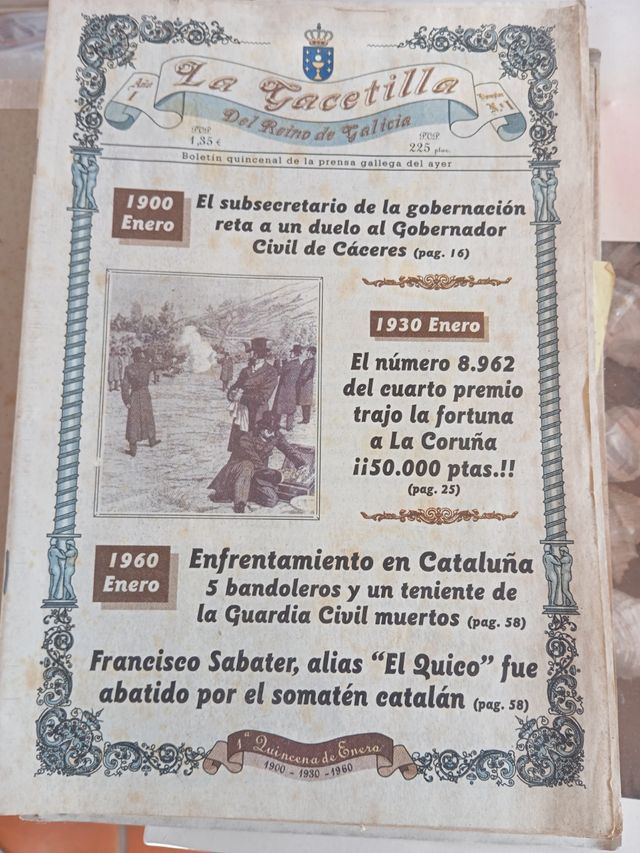 La Gacetilla
Año
I
Ejemplar
N.º 1
Del Reino de Galicia
P.V.P.
1,35 €
P.V.P.
225 ptas.
Boletín quincenal de la prensa gallega del ayer
1900
Enero
El subsecretario de la gobernación
reta a un duelo al Gobernador
Civil de Cáceres (pag. 16)
1930 Enero
El número 8.962
del cuarto premio
trajo la fortuna
a La Coruña
¡¡50.000 ptas.!!
(pag. 25)
1960
Enero
Enfrentamiento en Cataluña
5 bandoleros y un teniente de
la Guardia Civil muertos (pag. 58)
Francisco Sabater, alias "El Quico" fue
abatido por el somatén catalán (pag. 58)
1ª Quincena de Enero
1900 - 1930 - 1960